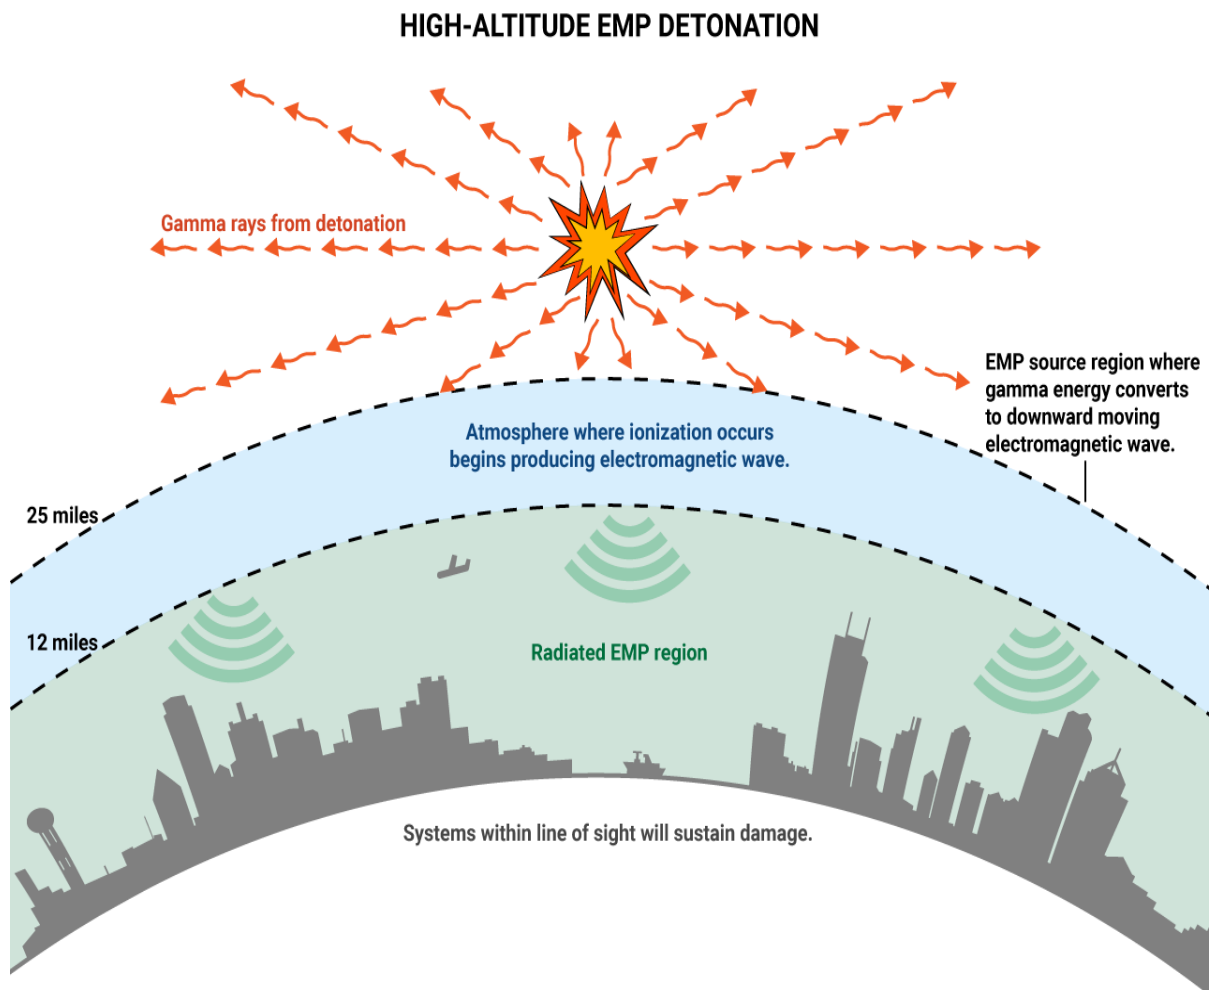 HIGH-ALTITUDE EMP DETONATION
Gamma rays from detonation
EMP source region where
gamma energy converts
to downward moving
electromagnetic wave.
Atmosphere where ionization occurs
begins producing electromagnetic wave.
25 miles
12 miles
Radiated EMP region
Systems within line of sight will sustain damage.